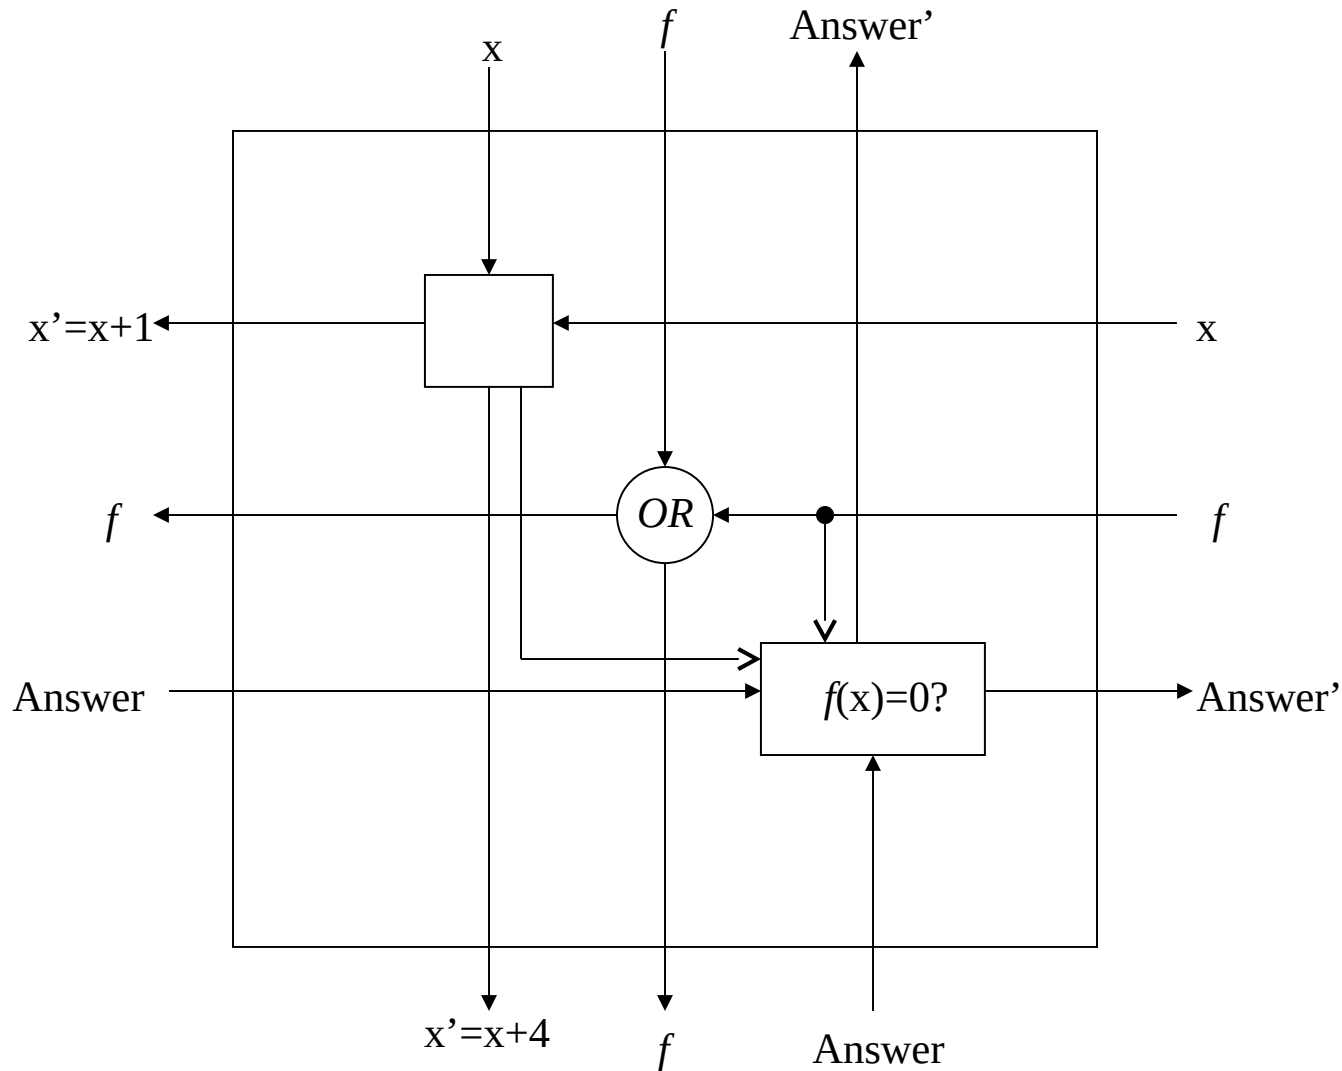 f
Answer’
x
x’=x+1
x
OR
f
f
f(x)=0?
Answer
Answer’
x’=x+4
f
Answer